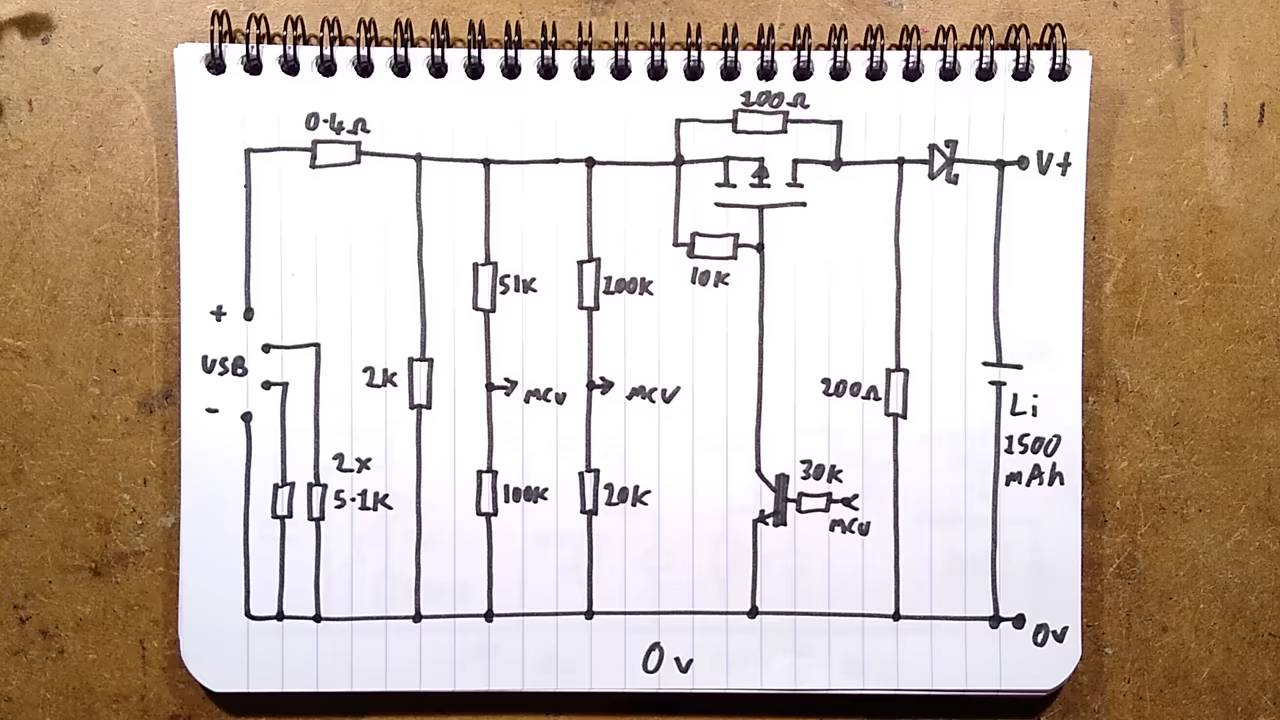 100Ω
0.4Ω
V+
51K
100K
10K
+
USB
-
2K
MCU
MCU
200Ω
Li
1500
mAh
2x
5.1K
100K
20K
30K
MCU
0v
0v